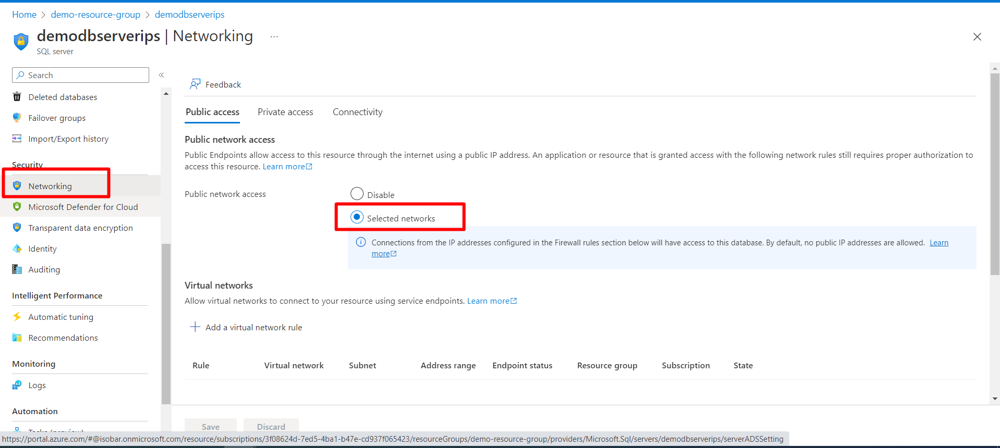 Home > demo-resource-group > demodbserverips
demodbserverips | Networking ...
SQL server
Search
«
Deleted databases
Failover groups
Import/Export history
Security
Networking
Microsoft Defender for Cloud
Transparent data encryption
Identity
Auditing
Intelligent Performance
Automatic tuning
Recommendations
Monitoring
Logs
Automation
Tasks (preview)
Feedback
Public access Private access Connectivity
Public network access
Public Endpoints allow access to this resource through the internet using a public IP address. An application or resource that is granted access with the following network rules still requires proper authorization to
access this resource. Learn more
Public network access
Disable
Selected networks
Connections from the IP addresses configured in the Firewall rules section below will have access to this database. By default, no public IP addresses are allowed. Learn
more
Virtual networks
Allow virtual networks to connect to your resource using service endpoints. Learn more
+ Add a virtual network rule
Rule Virtual network Subnet Address range Endpoint status Resource group Subscription State
Save Discard
https://portal.azure.com/#@isobar.onmicrosoft.com/resource/subscriptions/3f08624d-7ed5-4ba1-b47e-cd937f065423/resourceGroups/demo-resource-group/providers/Microsoft.Sql/servers/demodbserverips/serverADSSetting